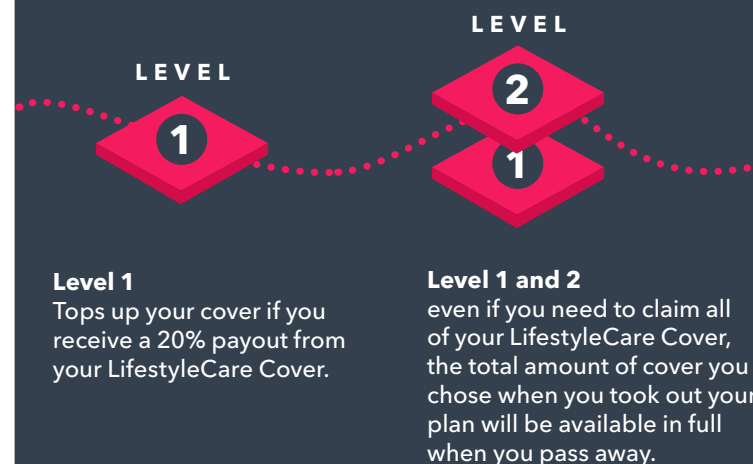 LEVEL
1
Level 1
Tops up your cover if you
receive a 20% payout from
your LifestyleCare Cover.
LEVEL
2
1
Level 1 and 2
even if you need to claim all
of your LifestyleCare Cover,
the total amount of cover you
chose when you took out your
plan will be available in full
when you pass away.